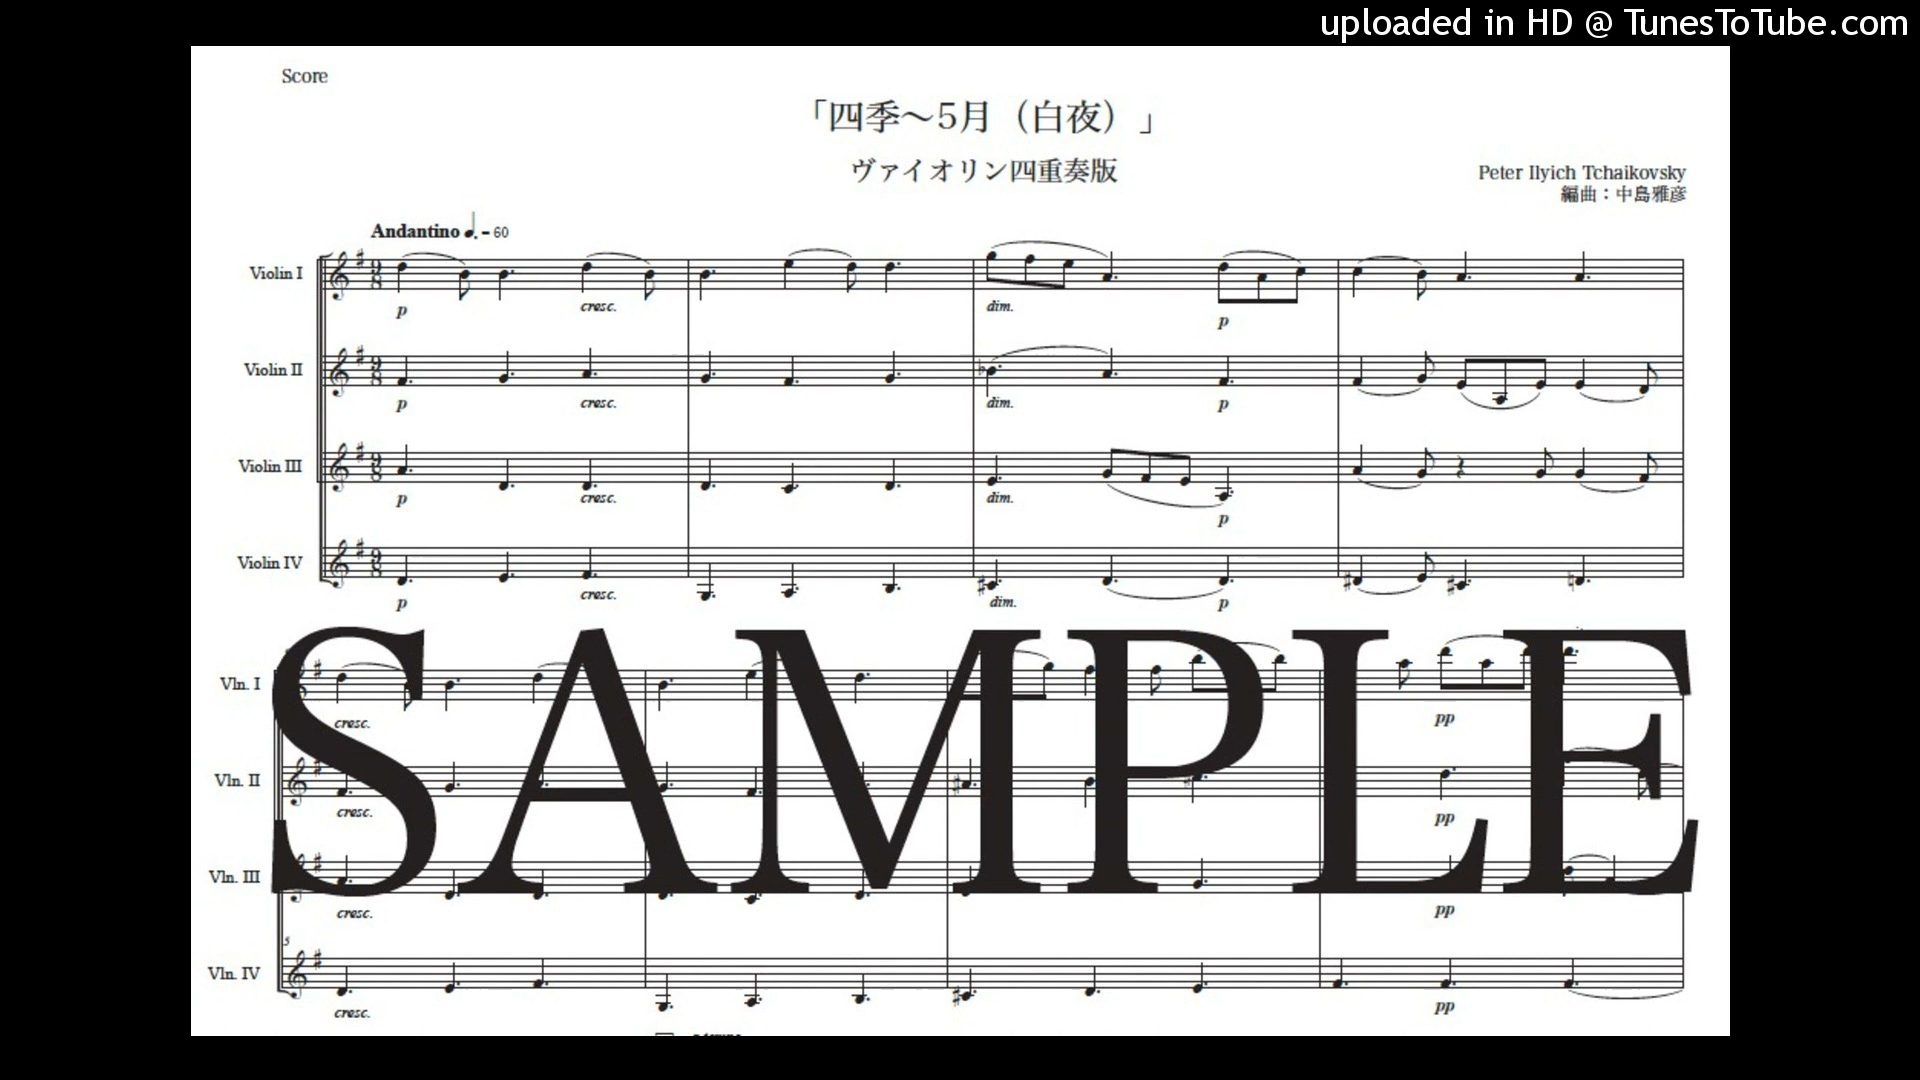 uploaded in HD @ TunesToTube.com
Score
「四季～5月（白夜）」
ヴァイオリン四重奏版
Peter Ilyich Tchaikovsky
編曲：中島雅彦
Andantino ♩. = 60
Violin I
p cresc. dim. p
Violin II
p cresc. dim. p
Violin III
p cresc. dim. p
Violin IV
p cresc. dim. p
SAMPLE
Vln. I
cresc. pp
Vln. II
cresc. pp
Vln. III
cresc. pp
5
Vln. IV
cresc. pp